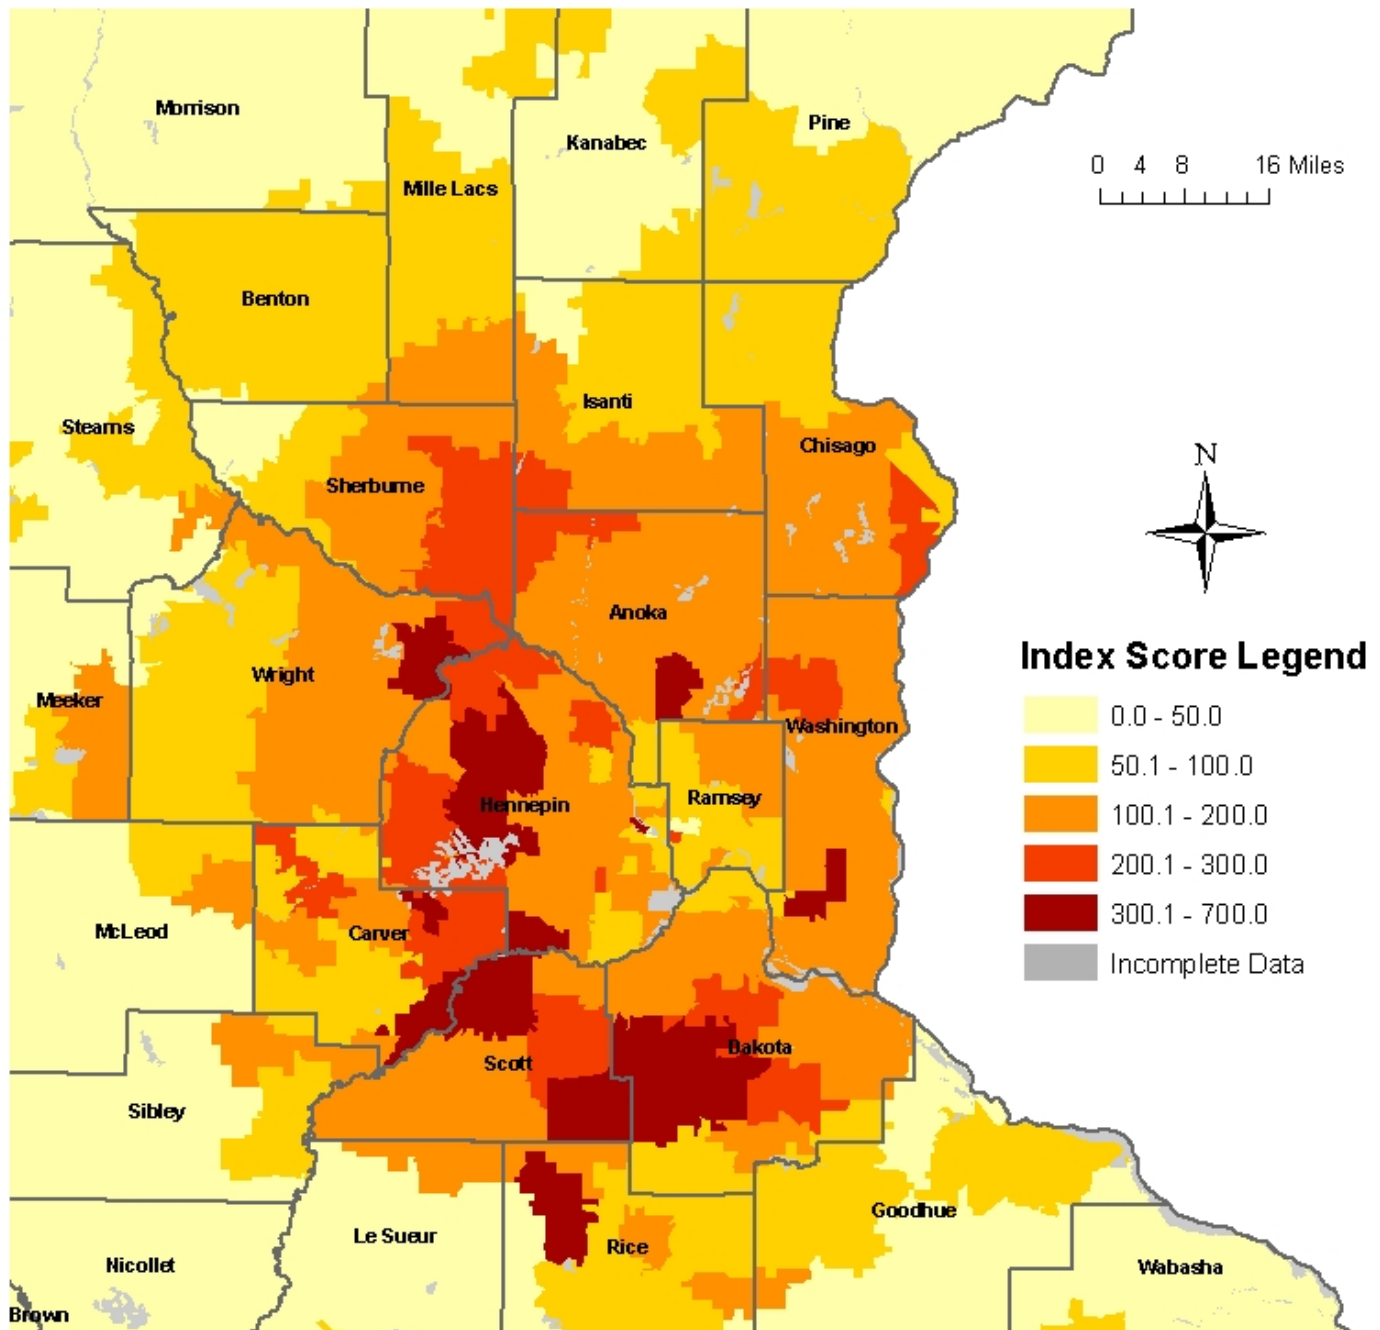 Morrison
Pine
Kanabec
0 4 8 16 Miles
Mille Lacs
Benton
Isanti
Stearns
Chisago
N
Sherburne
Anoka
Index Score Legend
Wright
Meeker
0.0 - 50.0
Washington
50.1 - 100.0
Ramsey
Hennepin
100.1 - 200.0
200.1 - 300.0
300.1 - 700.0
McLeod
Carver
Incomplete Data
Dakota
Scott
Sibley
Goodhue
Le Sueur
Rice
Nicollet
Wabasha
Brown